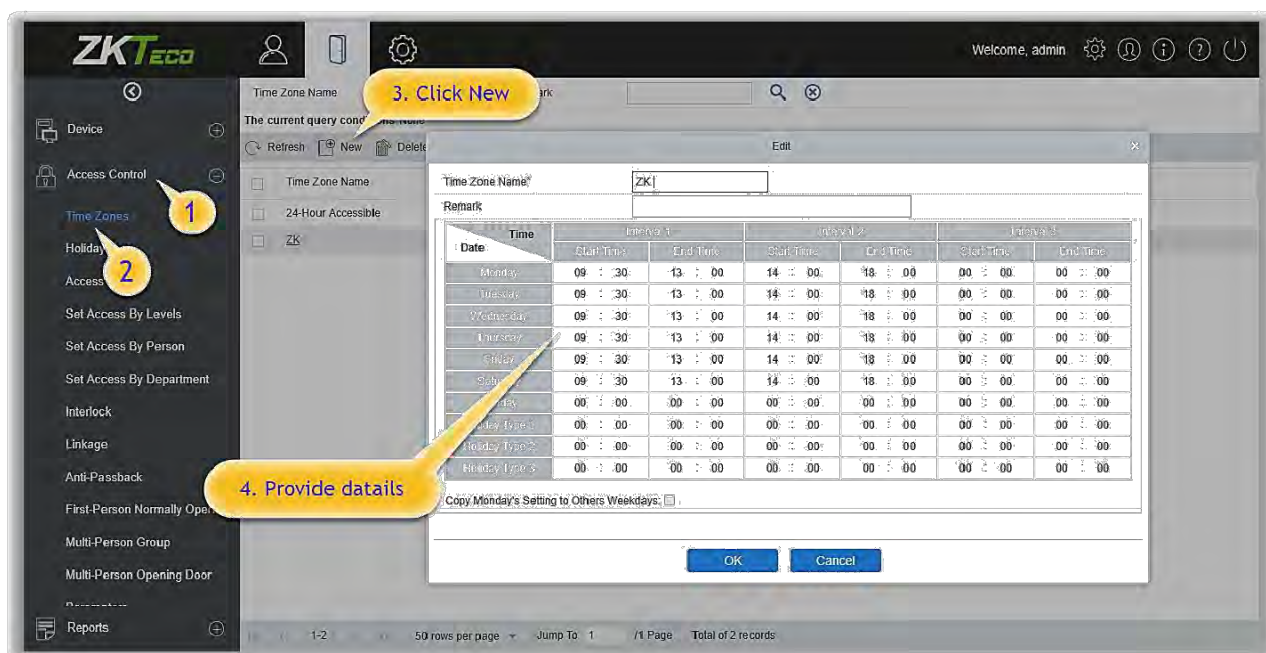 ZKTECO
Welcome, admin
Time Zone Name
3. Click New
The current query conditions None
Refresh New Delete
Device
Access Control
1
Time Zones
2
Holiday
Access
Set Access By Levels
Set Access By Person
Set Access By Department
Interlock
Linkage
Anti-Passback
First-Person Normally Open
Multi-Person Group
Multi-Person Opening Door
Parameters
Reports
Time Zone Name
24-Hour Accessible
ZK
Edit
Time Zone Name* ZK
Remark
Time Interval 1 Interval 2 Interval 3
Date Start Time End Time Start Time End Time Start Time End Time
Monday 09 : 30 13 : 00 14 : 00 18 : 00 00 : 00 00 : 00
Tuesday 09 : 30 13 : 00 14 : 00 18 : 00 00 : 00 00 : 00
Wednesday 09 : 30 13 : 00 14 : 00 18 : 00 00 : 00 00 : 00
Thursday 09 : 30 13 : 00 14 : 00 18 : 00 00 : 00 00 : 00
Friday 09 : 30 13 : 00 14 : 00 18 : 00 00 : 00 00 : 00
Saturday 09 : 30 13 : 00 14 : 00 18 : 00 00 : 00 00 : 00
00 : 00 00 : 00 00 : 00 00 : 00 00 : 00 00 : 00
Holiday Type 1 00 : 00 00 : 00 00 : 00 00 : 00 00 : 00 00 : 00
Holiday Type 2 00 : 00 00 : 00 00 : 00 00 : 00 00 : 00 00 : 00
Holiday Type 3 00 : 00 00 : 00 00 : 00 00 : 00 00 : 00 00 : 00
4. Provide datails
Copy Monday's Setting to Others Weekdays:
OK Cancel
1-2 50 rows per page Jump To 1 /1 Page Total of 2 records